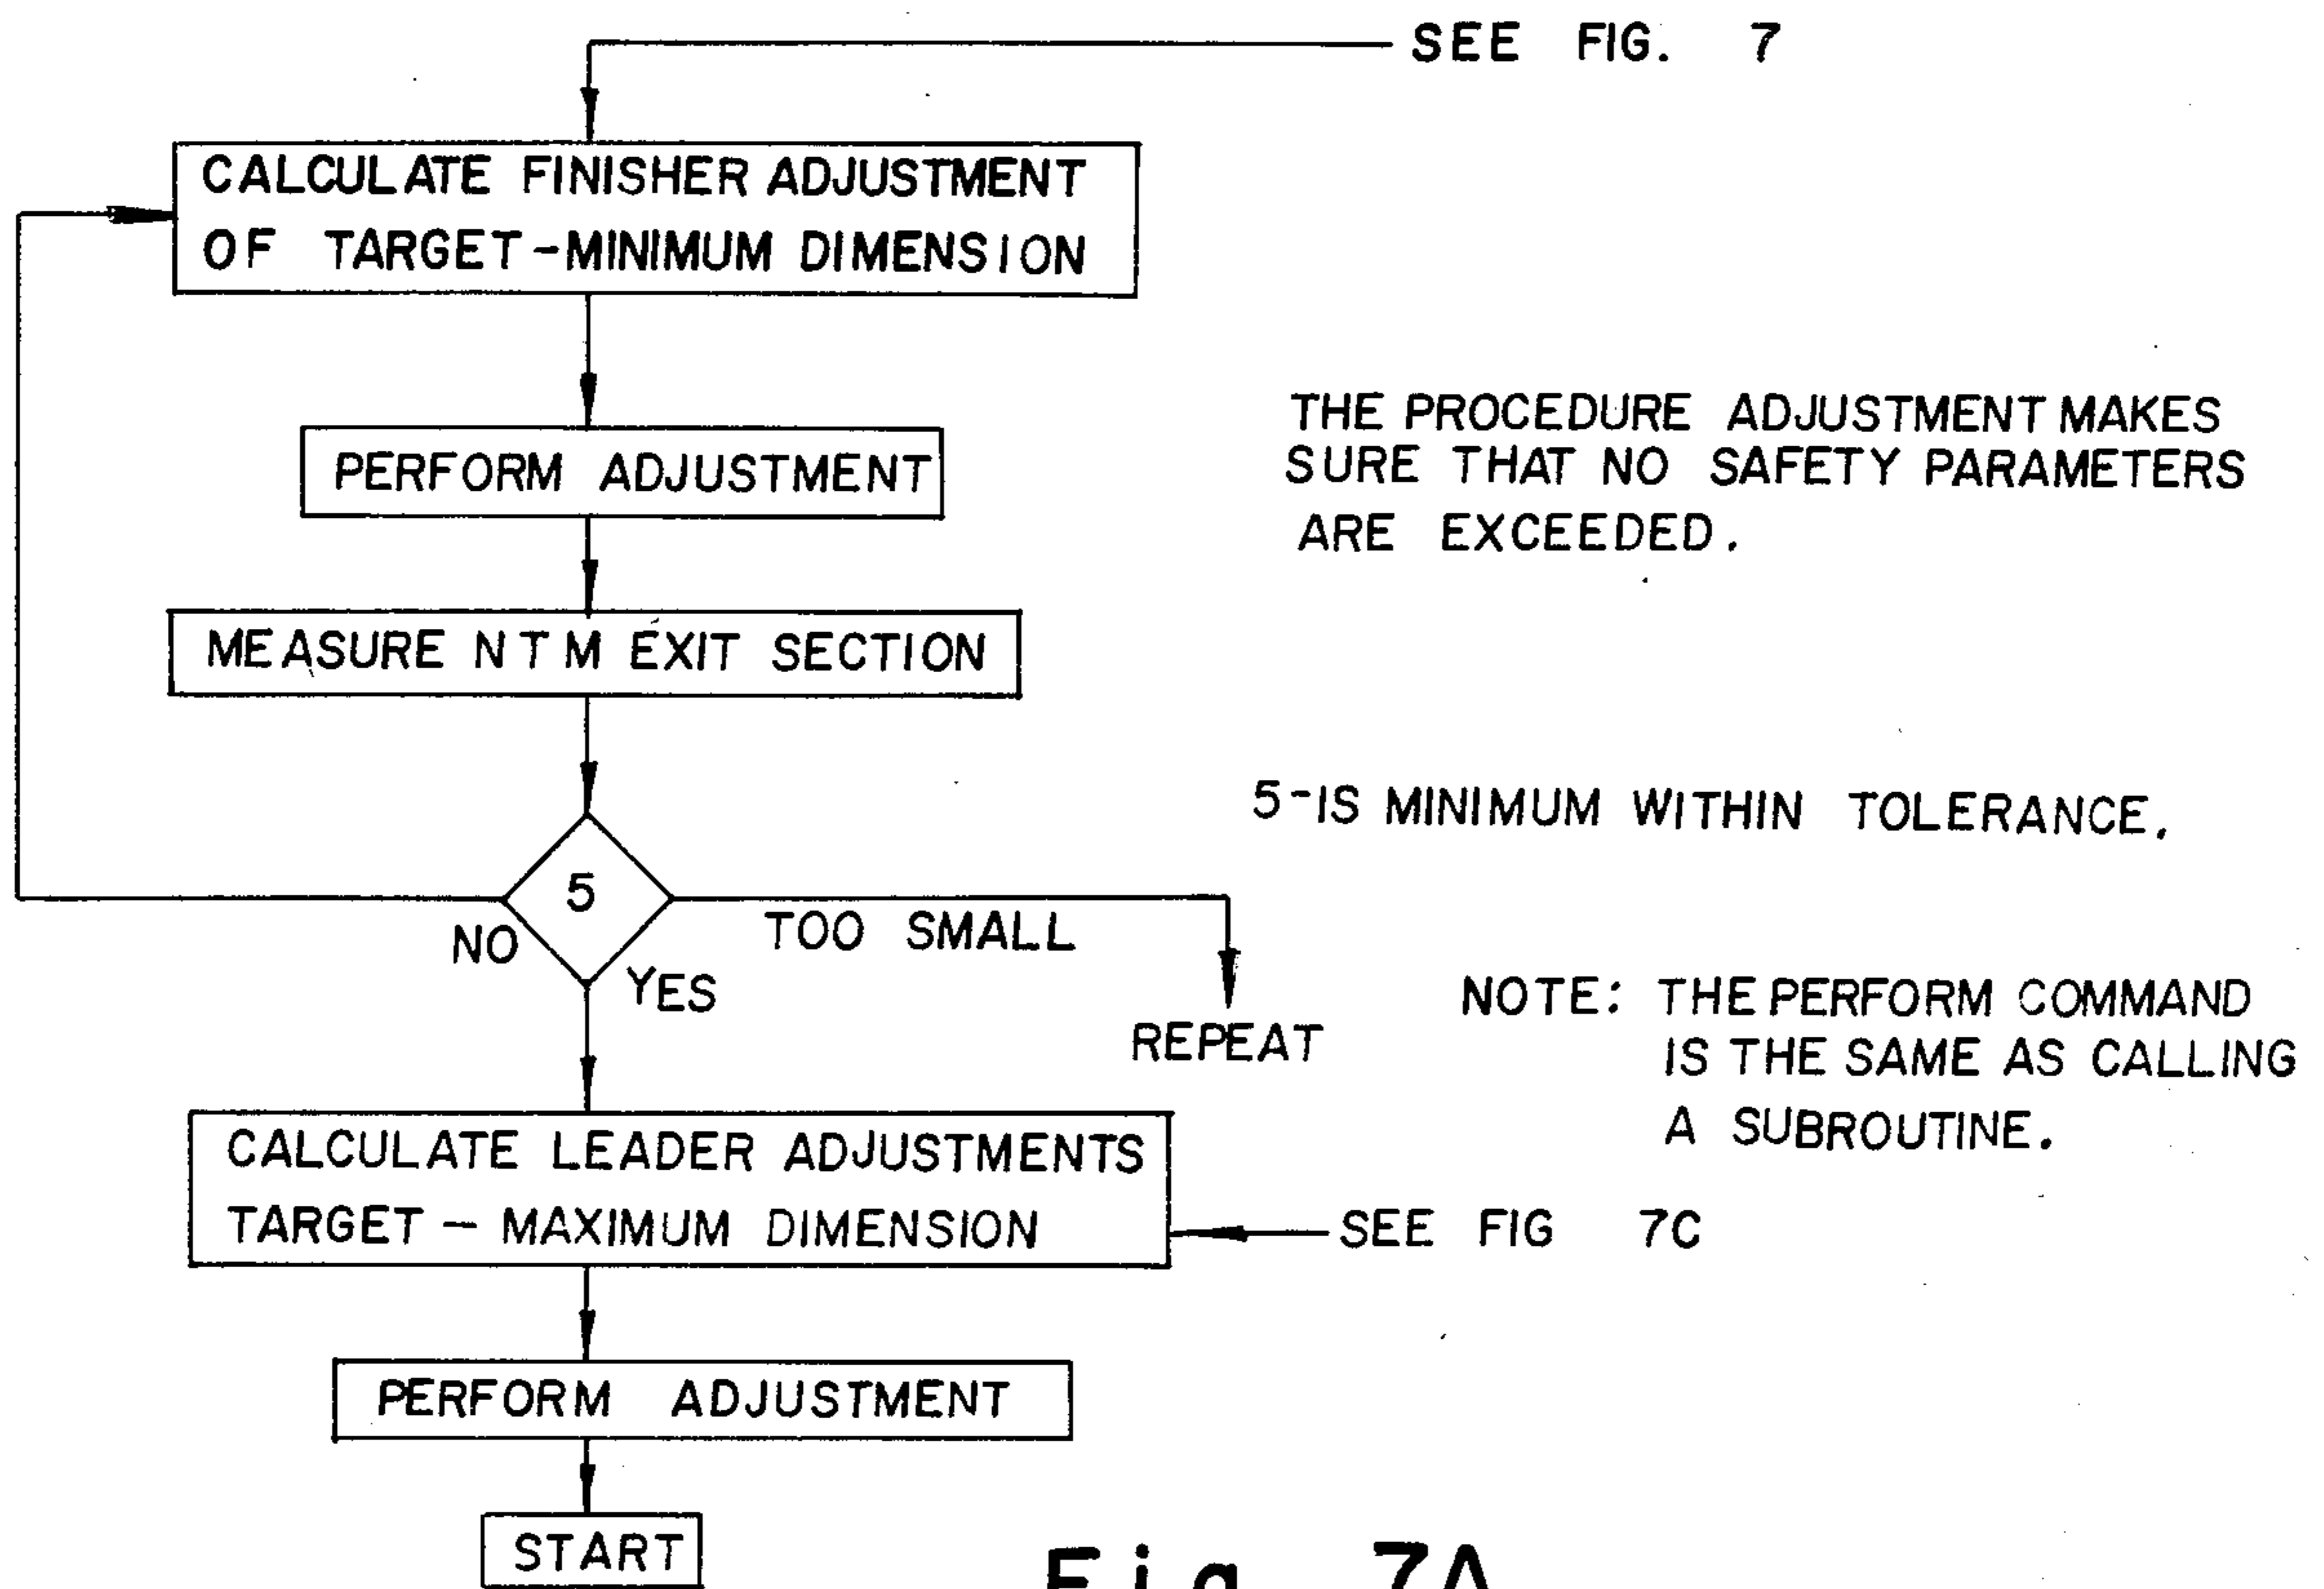 SEE FIG. 7
CALCULATE FINISHER ADJUSTMENT
OF TARGET-MINIMUM DIMENSION
PERFORM ADJUSTMENT
THE PROCEDURE ADJUSTMENT MAKES
SURE THAT NO SAFETY PARAMETERS
ARE EXCEEDED.
MEASURE NTM EXIT SECTION
5-IS MINIMUM WITHIN TOLERANCE.
5
NO
TOO SMALL
YES
REPEAT
NOTE: THE PERFORM COMMAND
IS THE SAME AS CALLING
A SUBROUTINE.
CALCULATE LEADER ADJUSTMENTS
TARGET - MAXIMUM DIMENSION
SEE FIG 7C
PERFORM ADJUSTMENT
START
Fig 7A